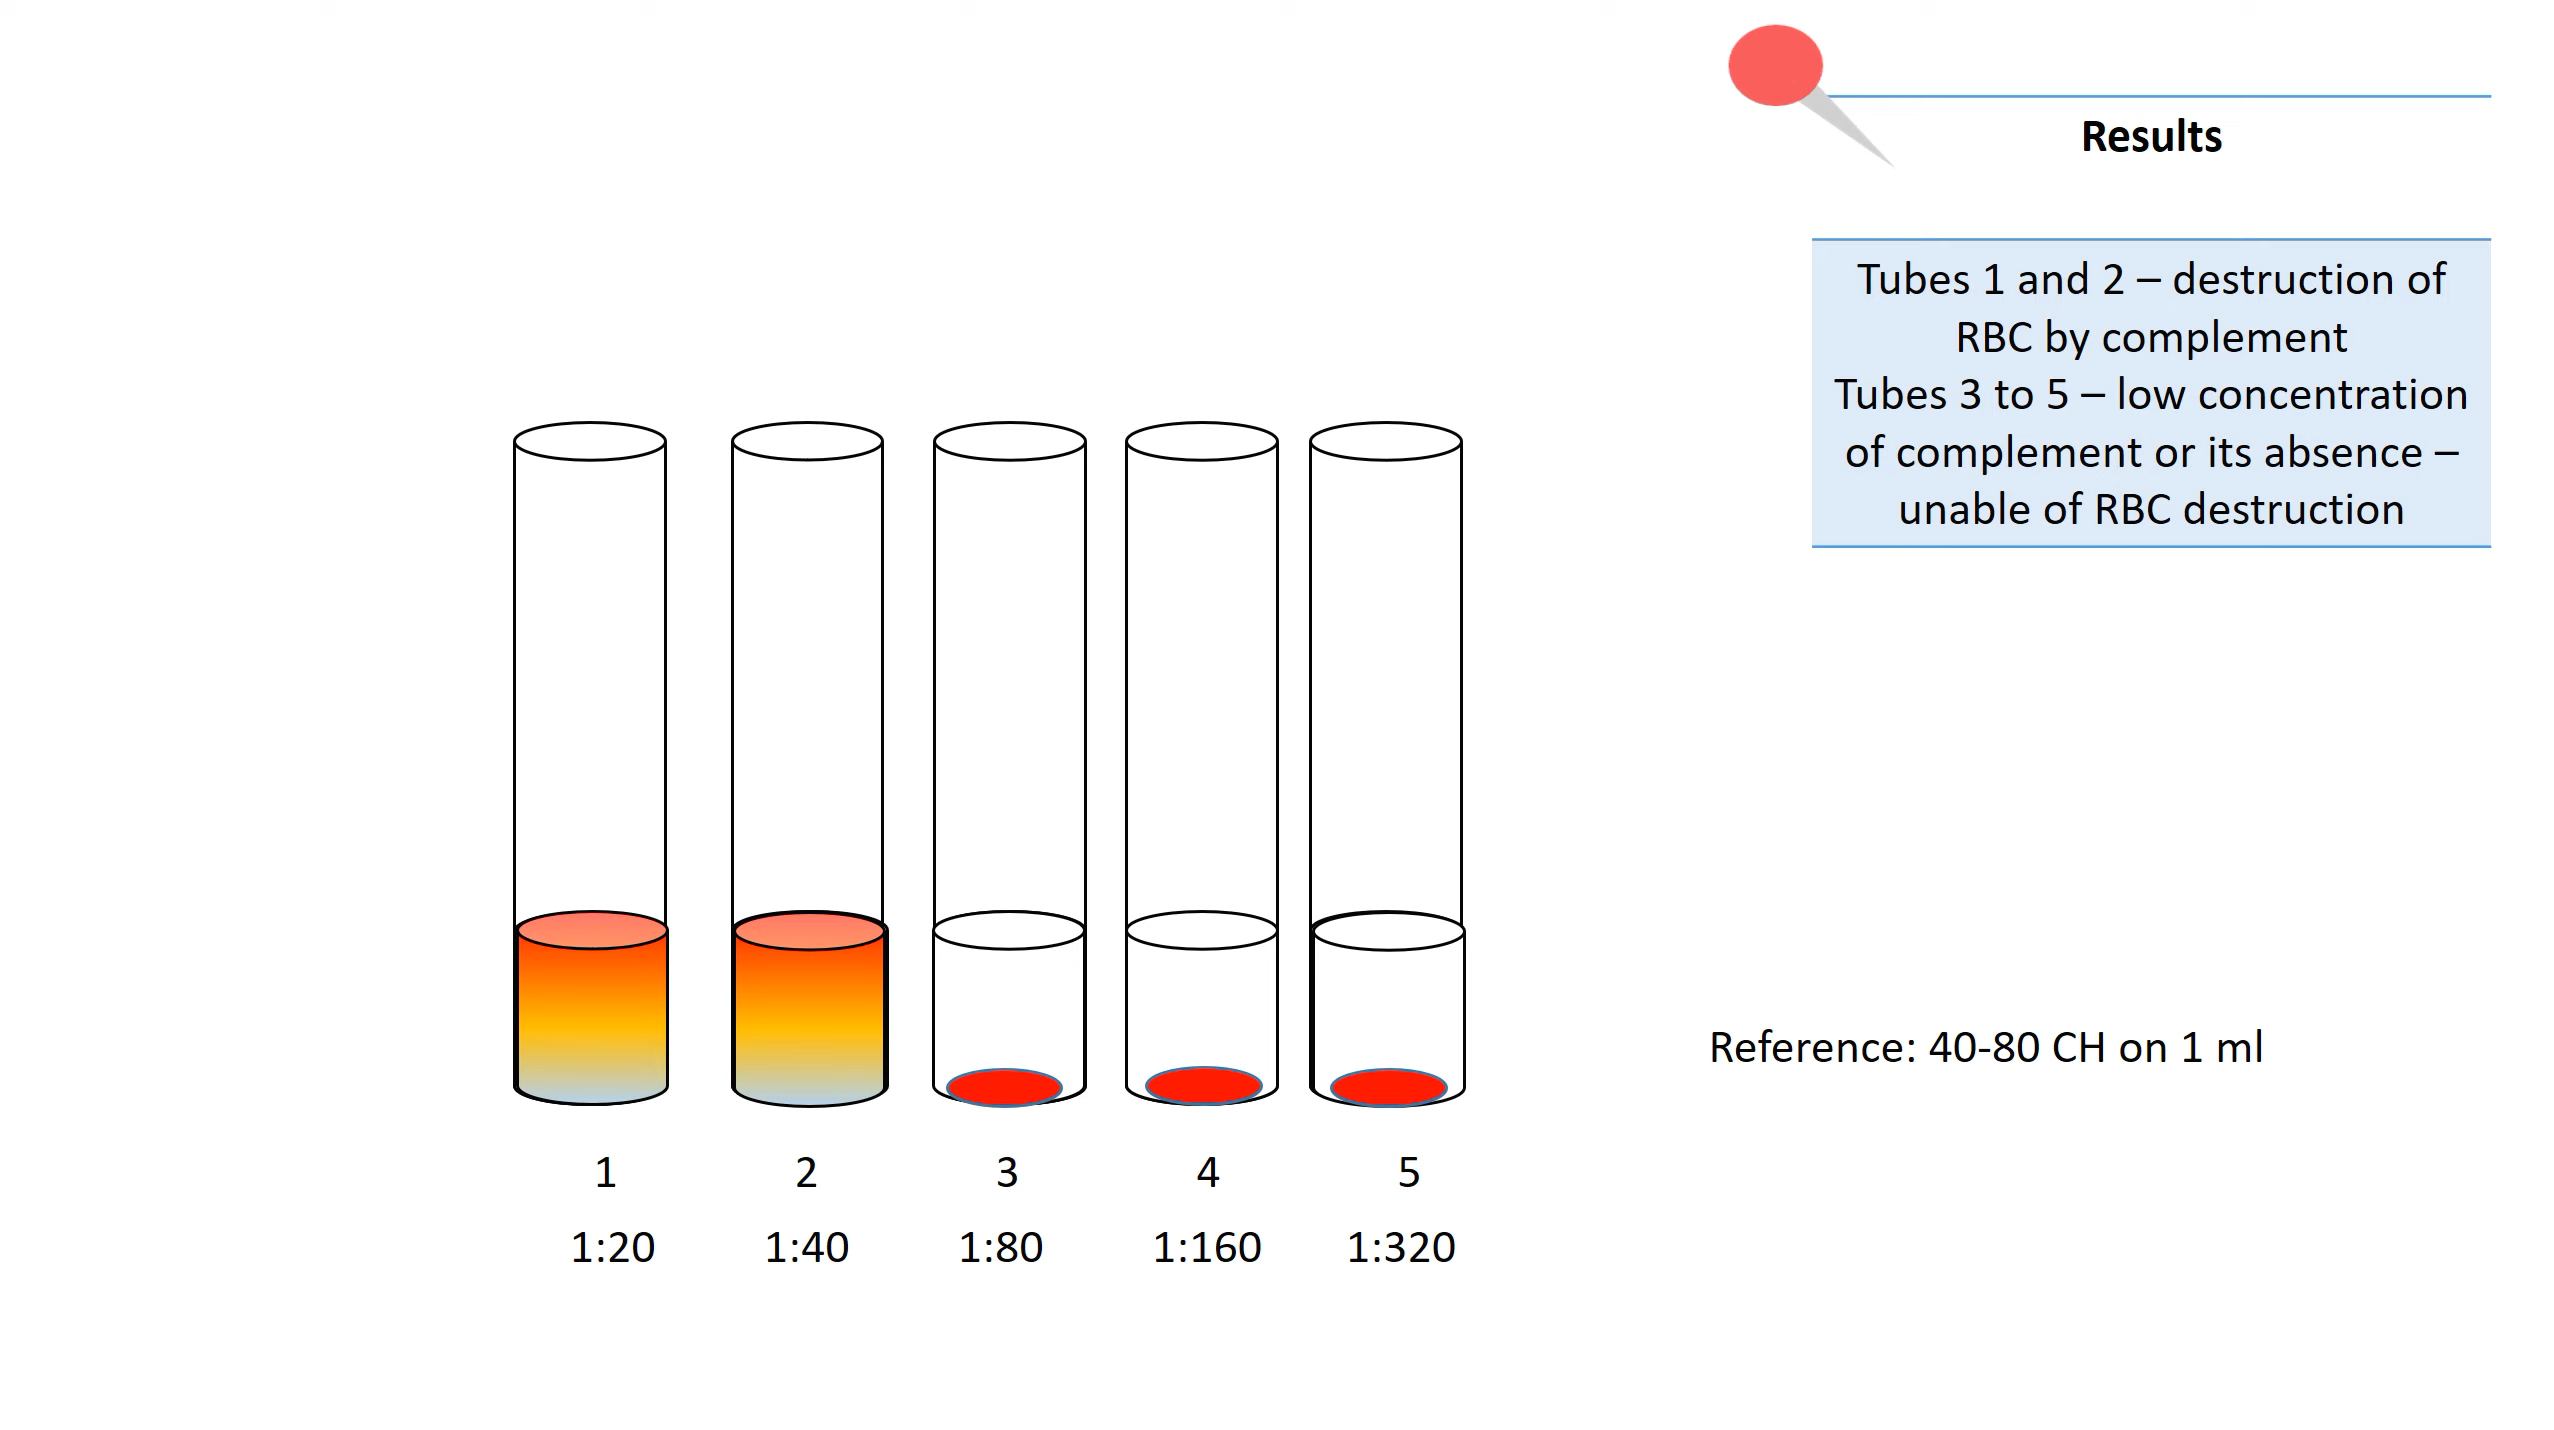 Results
Tubes 1 and 2 – destruction of
RBC by complement
Tubes 3 to 5 – low concentration
of complement or its absence –
unable of RBC destruction
Reference: 40-80 CH on 1 ml
1 2 3 4 5
1:20 1:40 1:80 1:160 1:320